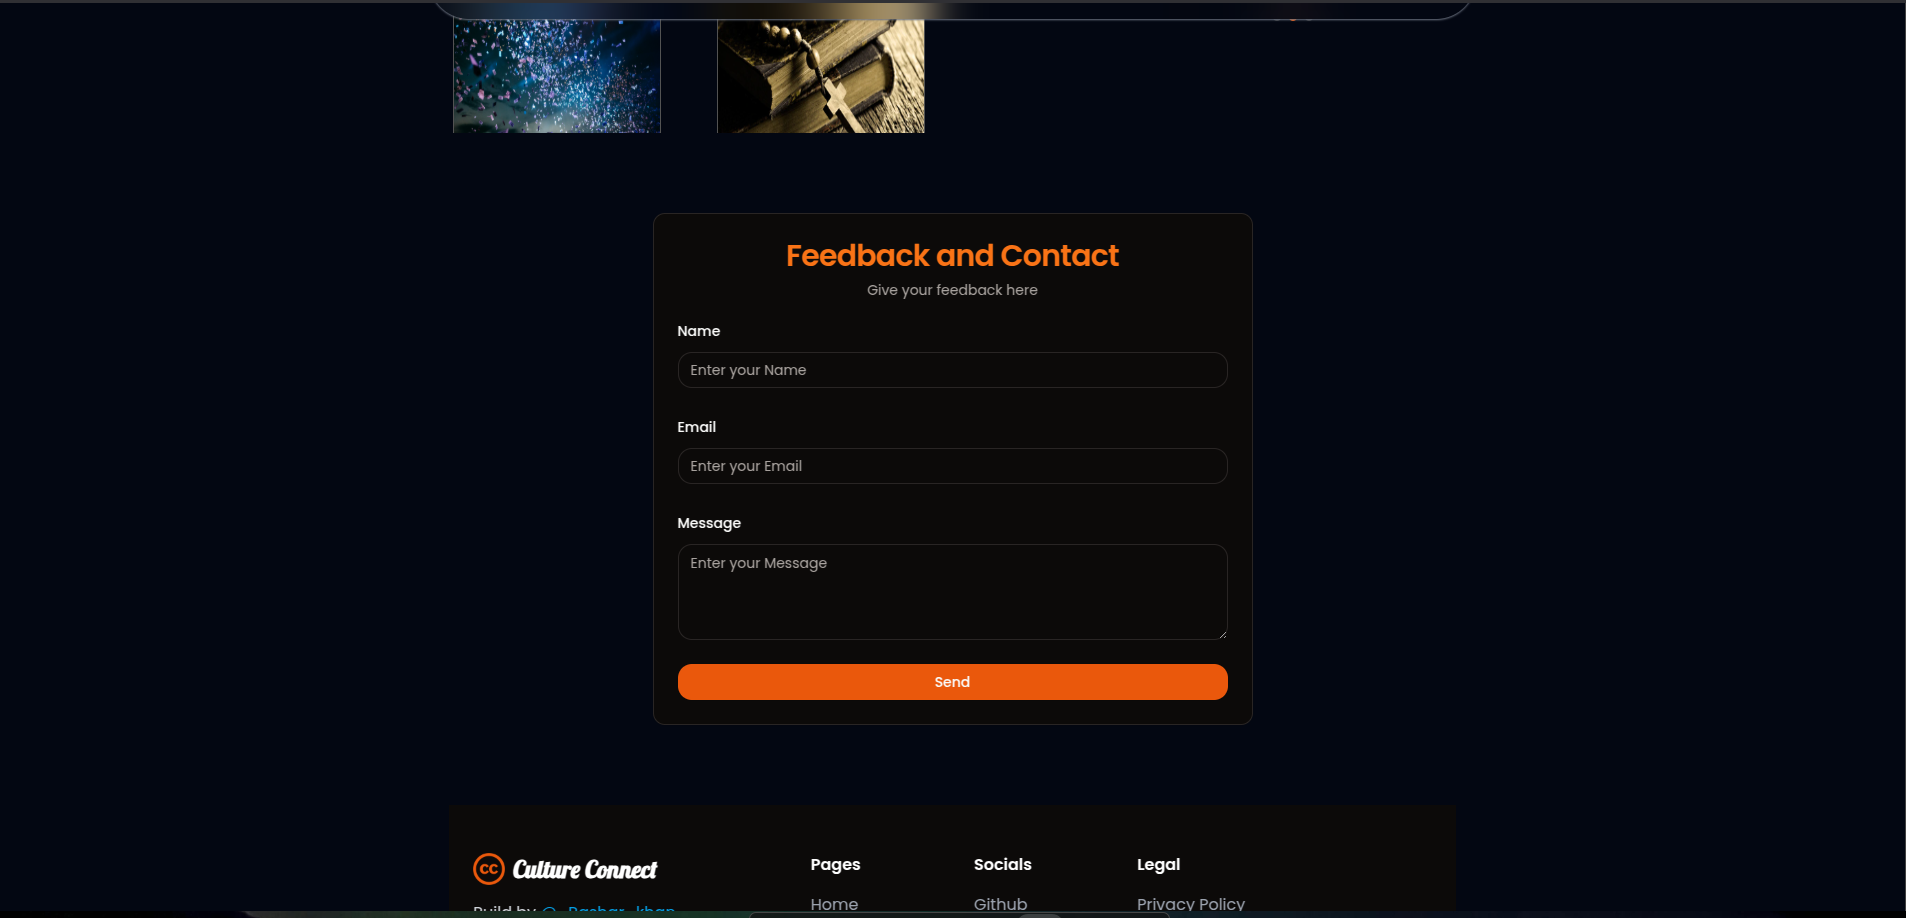 Feedback and Contact
Give your feedback here
Name
Enter your Name
Email
Enter your Email
Message
Enter your Message
Send
CC Culture Connect
Build by
Pages
Home
Socials
Github
Legal
Privacy Policy